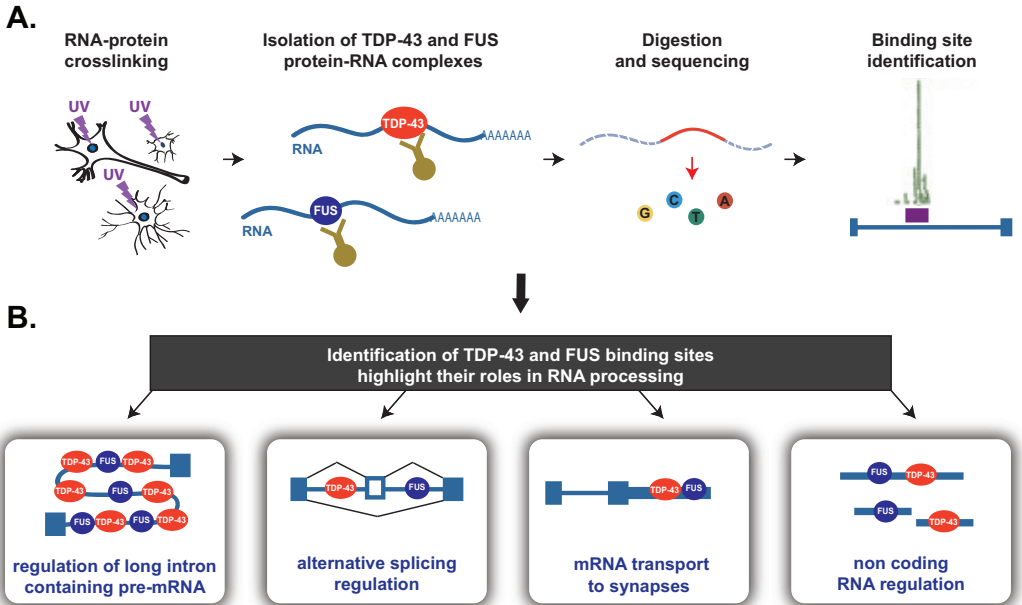 A.
RNA-protein
crosslinking
Isolation of TDP-43 and FUS
protein-RNA complexes
Digestion
and sequencing
Binding site
identification
UV
UV
UV
TDP-43
RNA
AAAAAAA
FUS
RNA
AAAAAAA
G
C
T
A
B.
Identification of TDP-43 and FUS binding sites
highlight their roles in RNA processing
TDP-43 FUS TDP-43
TDP-43 FUS TDP-43
FUS TDP-43 FUS TDP-43
regulation of long intron
containing pre-mRNA
TDP-43 FUS
alternative splicing
regulation
TDP-43 FUS
mRNA transport
to synapses
FUS TDP-43
FUS
TDP-43
non coding
RNA regulation